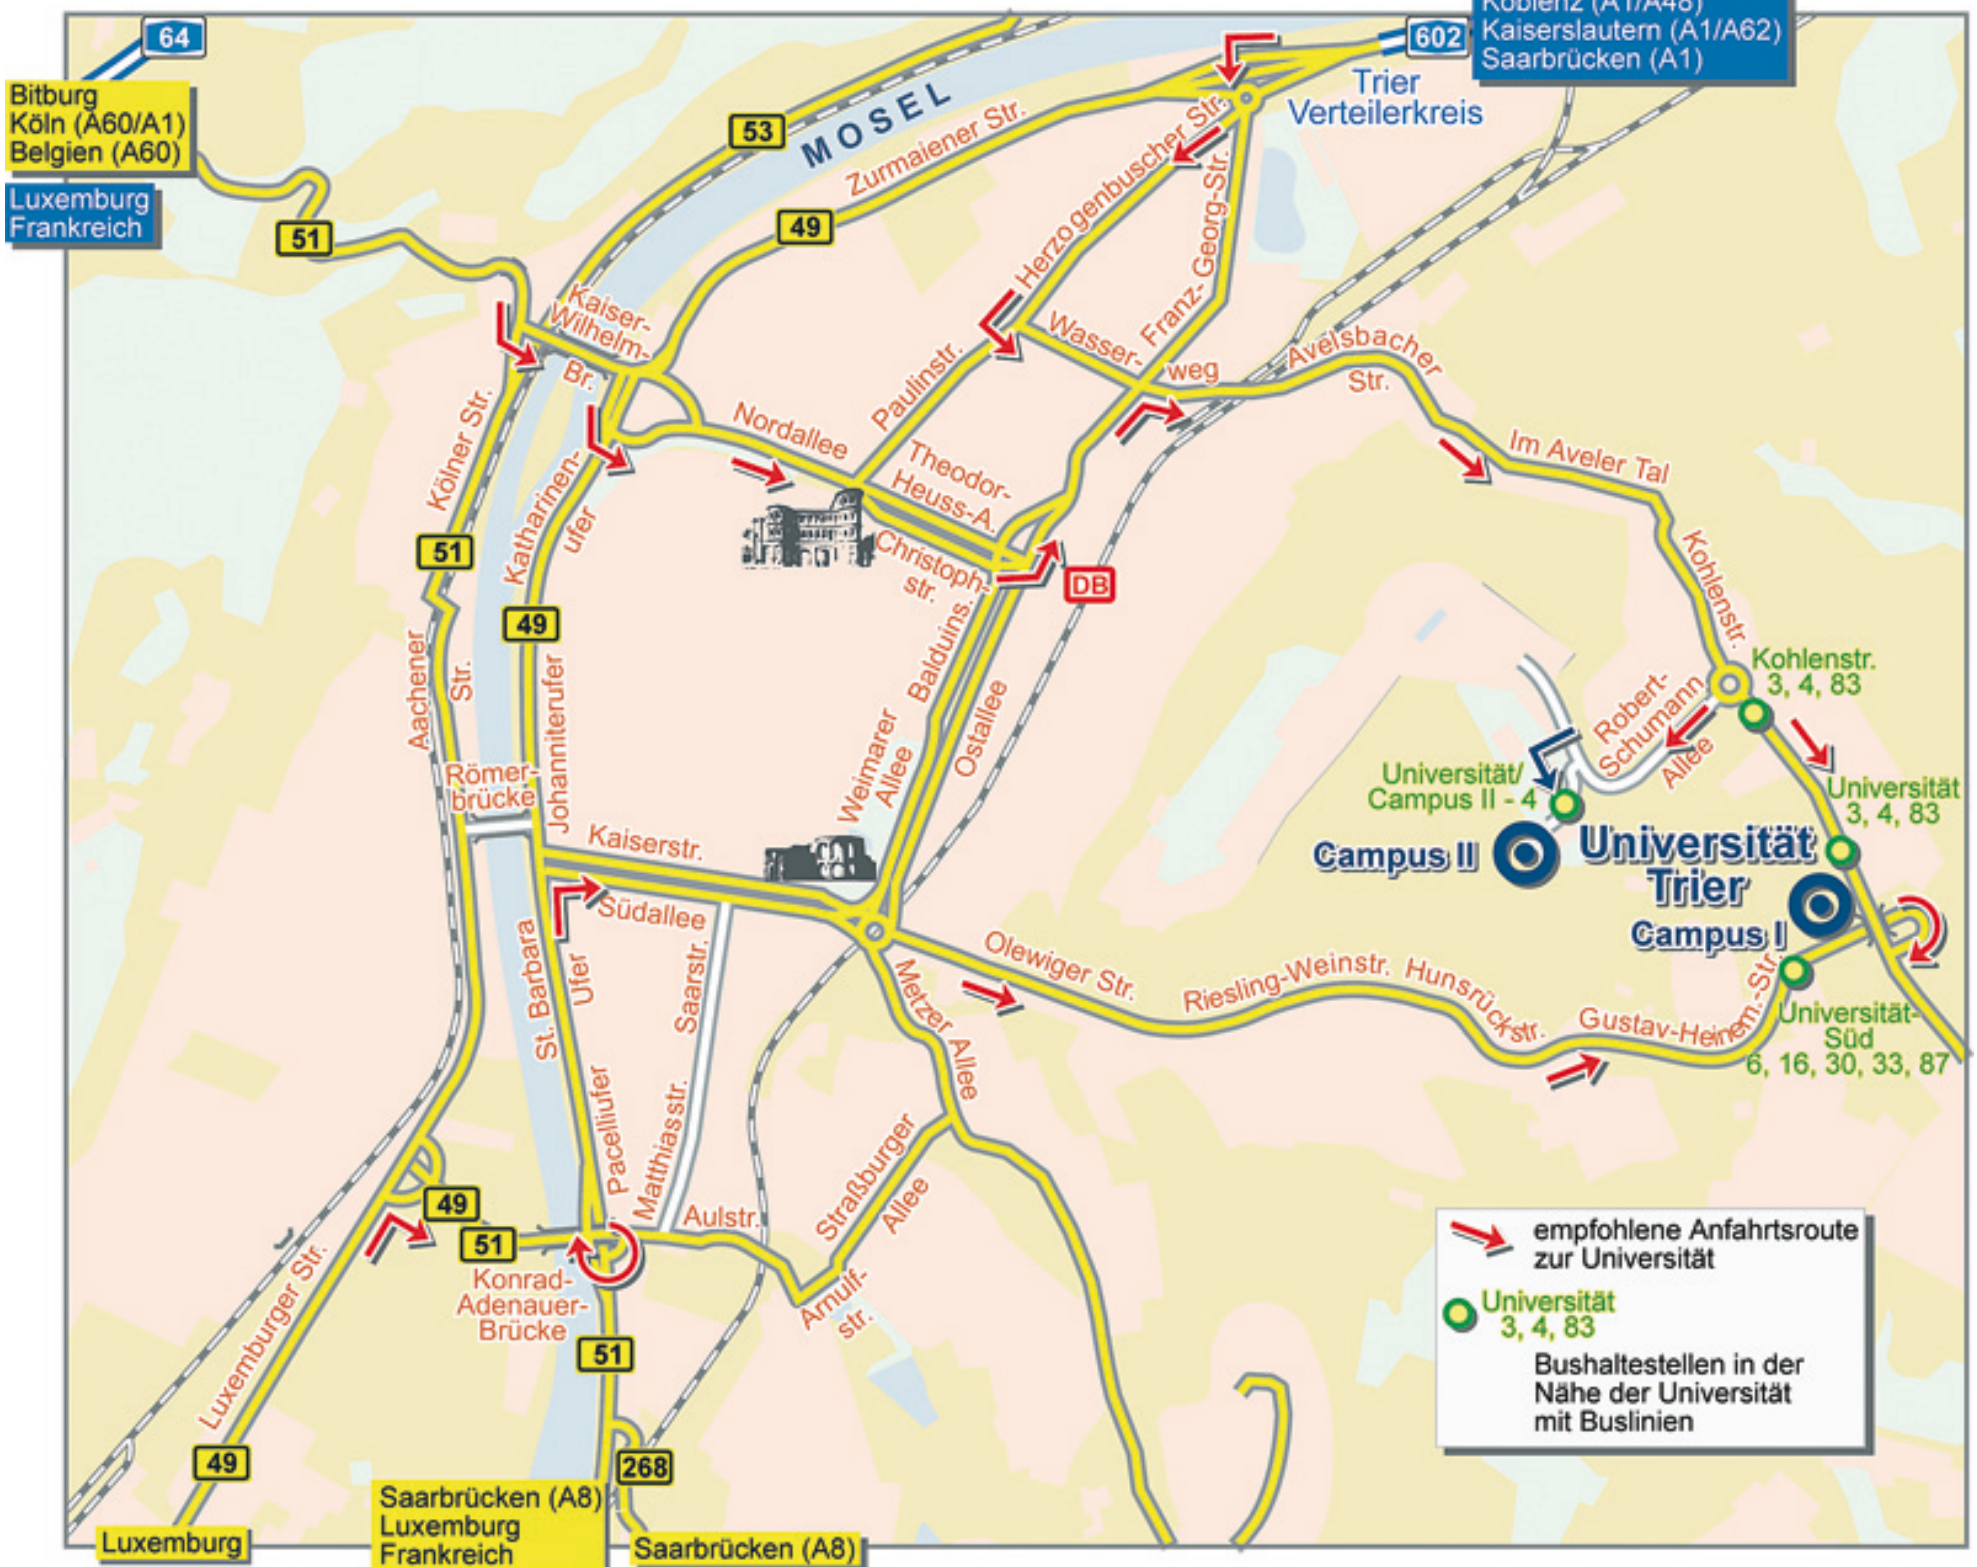 64
Bitburg
Köln (A60/A1)
Belgien (A60)
Luxemburg
Frankreich
51
53
MOSEL
49
Zurmaiener Str.
602
Koblenz (A1/A48)
Kaiserslautern (A1/A62)
Saarbrücken (A1)
Trier
Verteilerkreis
Herzogenbuscher Str.
Franz-
Georg-Str.
Kaiser-
Wilhelm-
Br.
Wasser-
weg
Avelsbacher
Str.
Paulinstr.
Nordallee
Theodor-
Heuss-A.
Christoph-
str.
Im Aveler Tal
Kohlenstr.
Kölner Str.
51
Katharinen-
ufer
49
DB
Balduins.
Weimarer
Allee
Ostallee
Aachener
Str.
Johanniterufer
Römer-
brücke
Kohlenstr.
3, 4, 83
Robert-
Schumann
Allee
Universität/
Campus II - 4
Universität
3, 4, 83
Campus II
Universität
Trier
Campus I
Kaiserstr.
Südallee
Saarstr.
St. Barbara
Ufer
Metzer
Allee
Olewiger Str.
Riesling-Weinstr.
Hunsrückstr.
Gustav-Heinem.-Str.
Universität-
Süd
6, 16, 30, 33, 87
Pacelliufer
Matthiasstr.
Aulstr.
Straßburger
Allee
Arnulf-
str.
49
51
Konrad-
Adenauer-
Brücke
51
Luxemburger Str.
49
268
Luxemburg
Saarbrücken (A8)
Luxemburg
Frankreich
Saarbrücken (A8)
empfohlene Anfahrtsroute
zur Universität
Universität
3, 4, 83
Bushaltestellen in der
Nähe der Universität
mit Buslinien